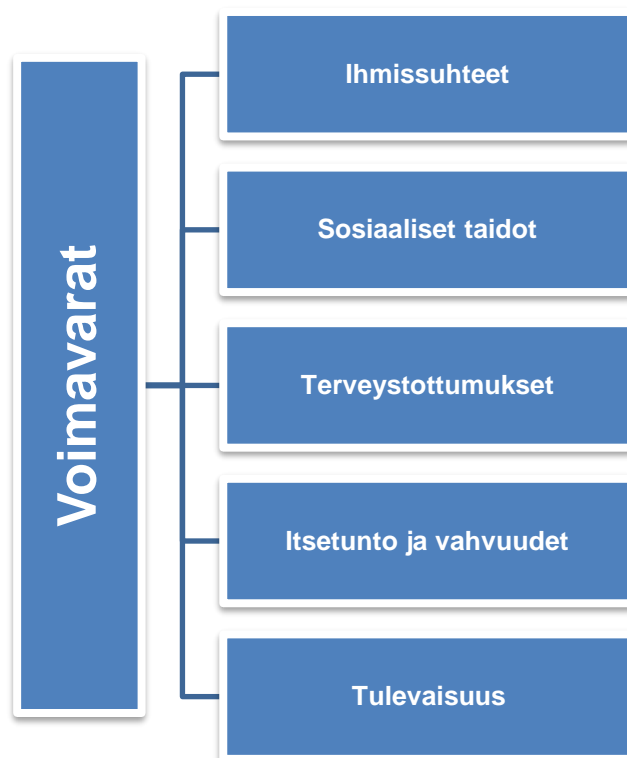 Voimavarat
Ihmissuhteet
Sosiaaliset taidot
Terveystottumukset
Itsetunto ja vahvuudet
Tulevaisuus